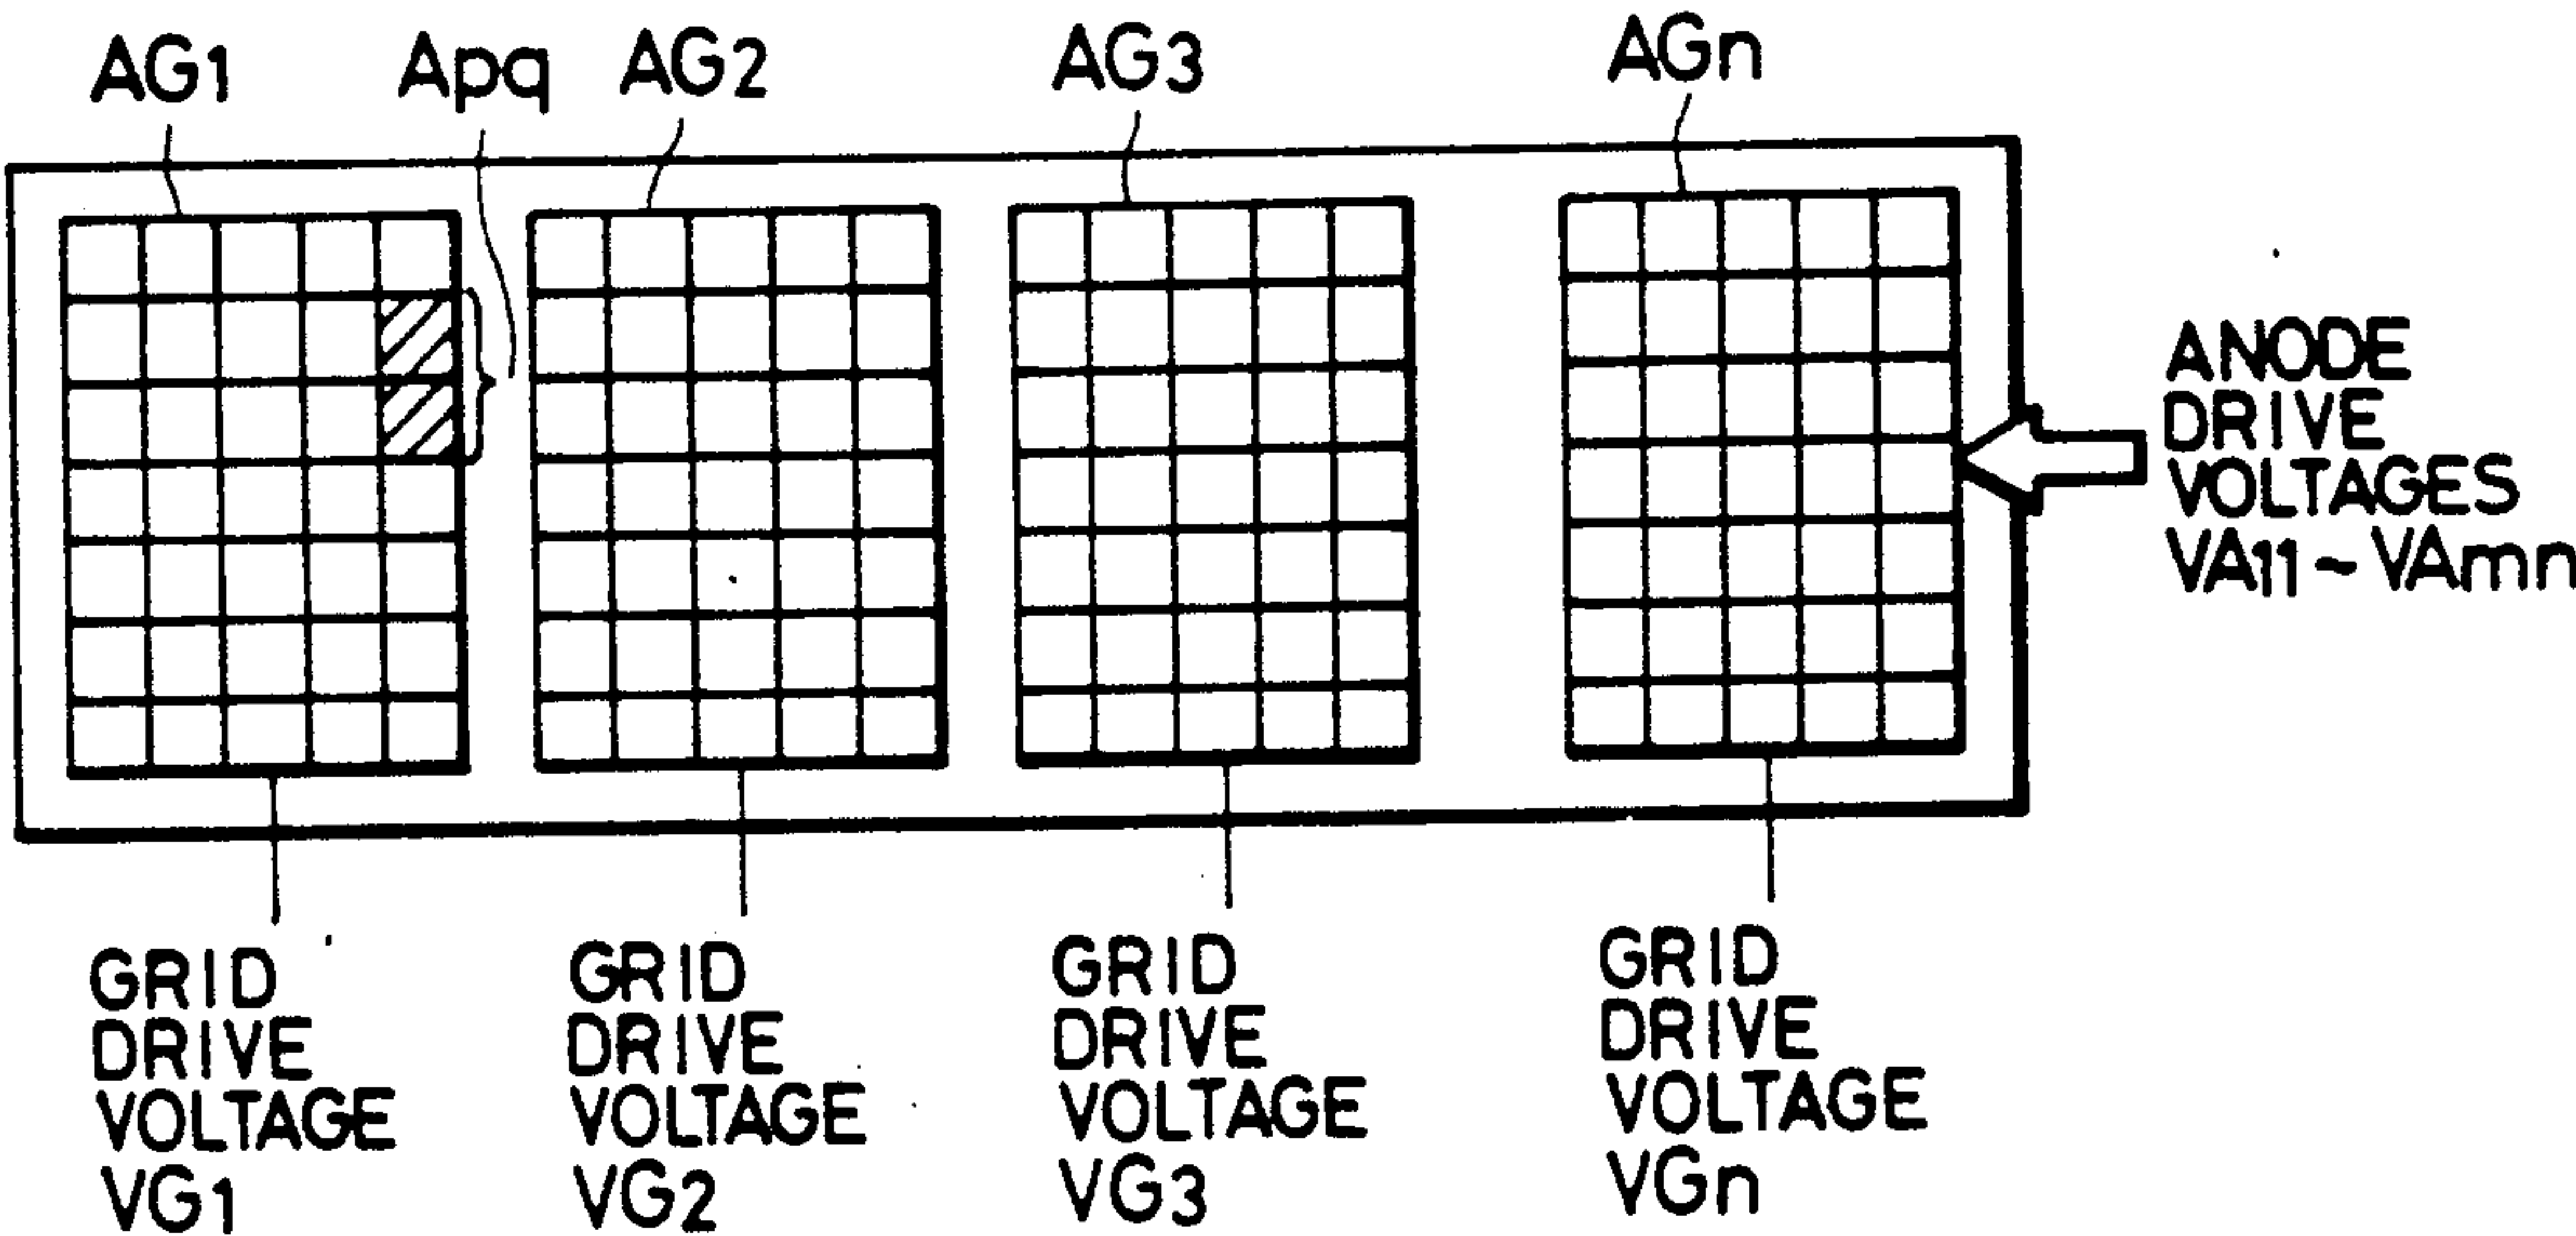 AG1 Apq AG2 AG3 AGn
ANODE
DRIVE
VOLTAGES
VA11~VAmn
GRID
DRIVE
VOLTAGE
VG1
GRID
DRIVE
VOLTAGE
VG2
GRID
DRIVE
VOLTAGE
VG3
GRID
DRIVE
VOLTAGE
VGn